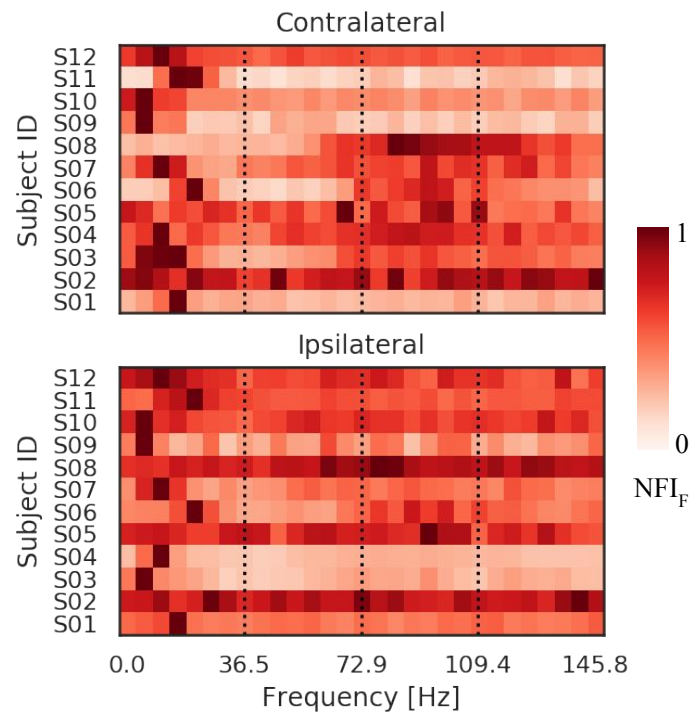 Contralateral
Subject ID
S12
S11
S10
S09
S08
S07
S06
S05
S04
S03
S02
S01
1
0
NFI_F
Ipsilateral
Subject ID
S12
S11
S10
S09
S08
S07
S06
S05
S04
S03
S02
S01
0.0 36.5 72.9 109.4 145.8
Frequency [Hz]